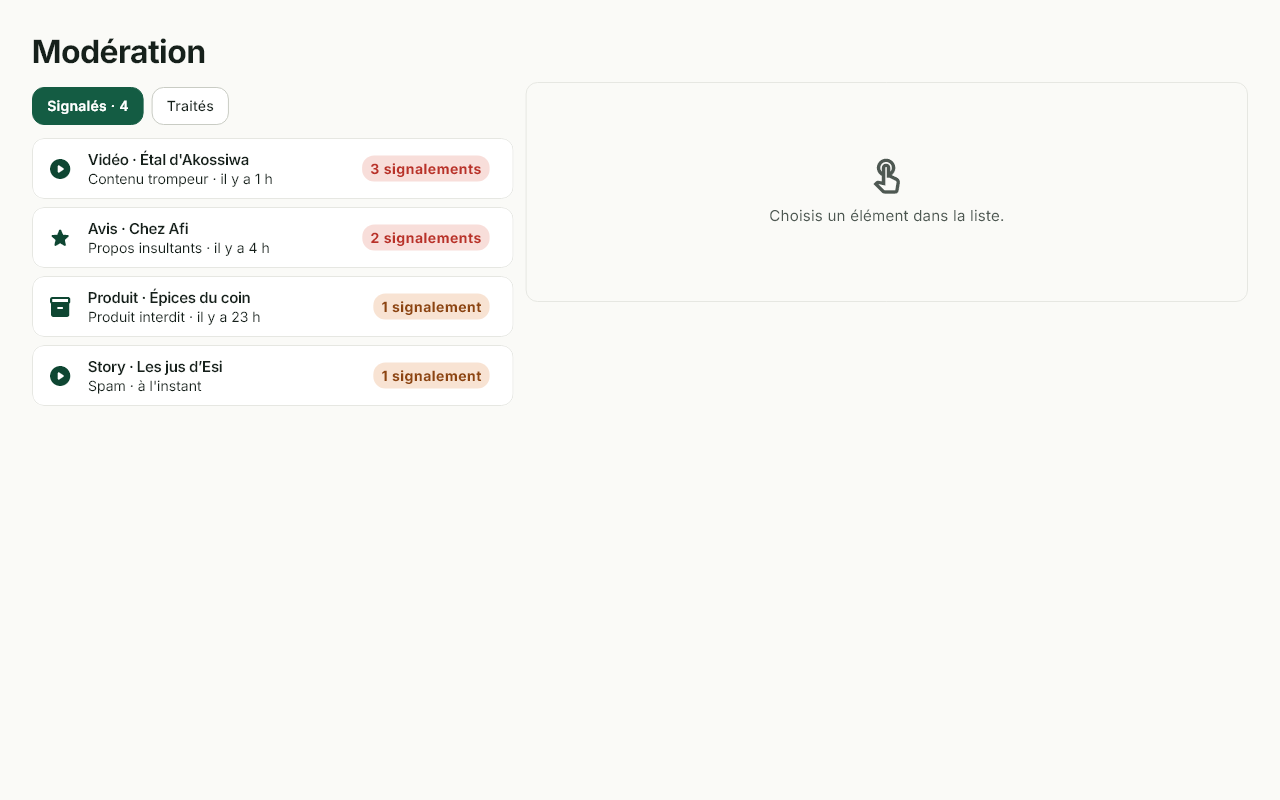 Modération
Signalés · 4
Traités
Vidéo · Étal d'Akossiwa
Contenu trompeur · il y a 1 h
3 signalements
Avis · Chez Afi
Propos insultants · il y a 4 h
2 signalements
Produit · Épices du coin
Produit interdit · il y a 23 h
1 signalement
Story · Les jus d’Esi
Spam · à l'instant
1 signalement
Choisis un élément dans la liste.